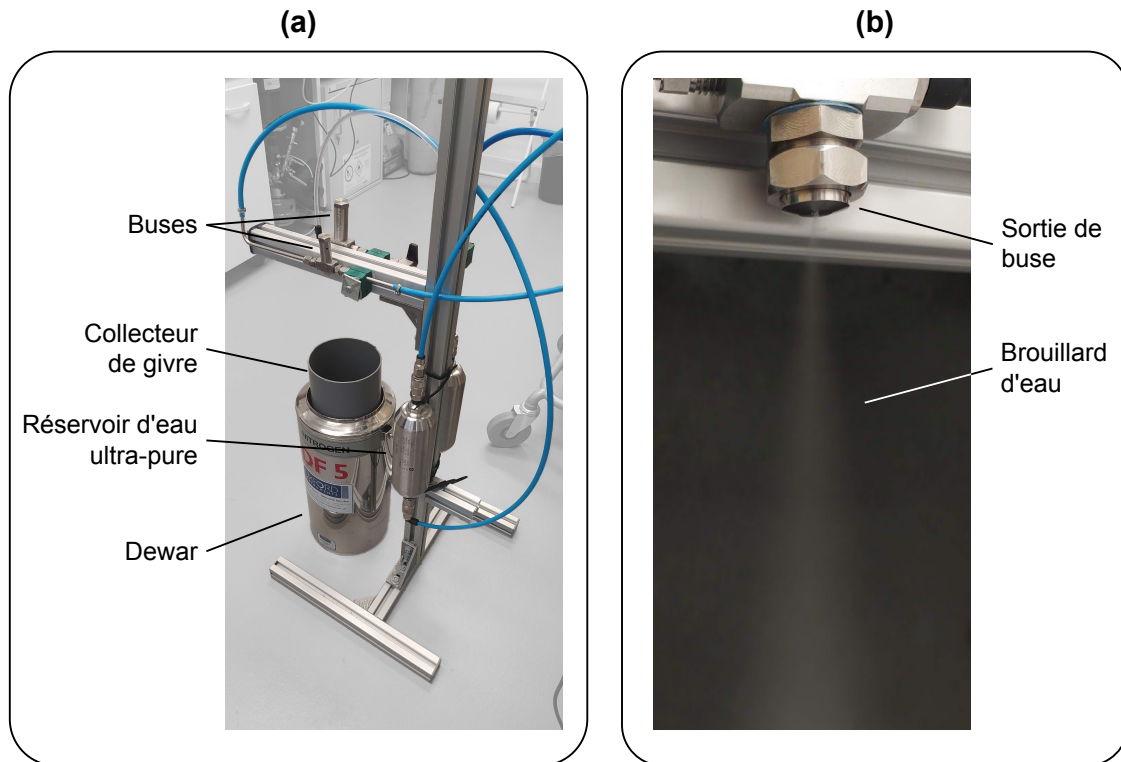 (a)
(b)
Buses
Collecteur
de givre
Réservoir d'eau
ultra-pure
Dewar
NITROGEN
DF 5
Sortie de
buse
Brouillard
d'eau